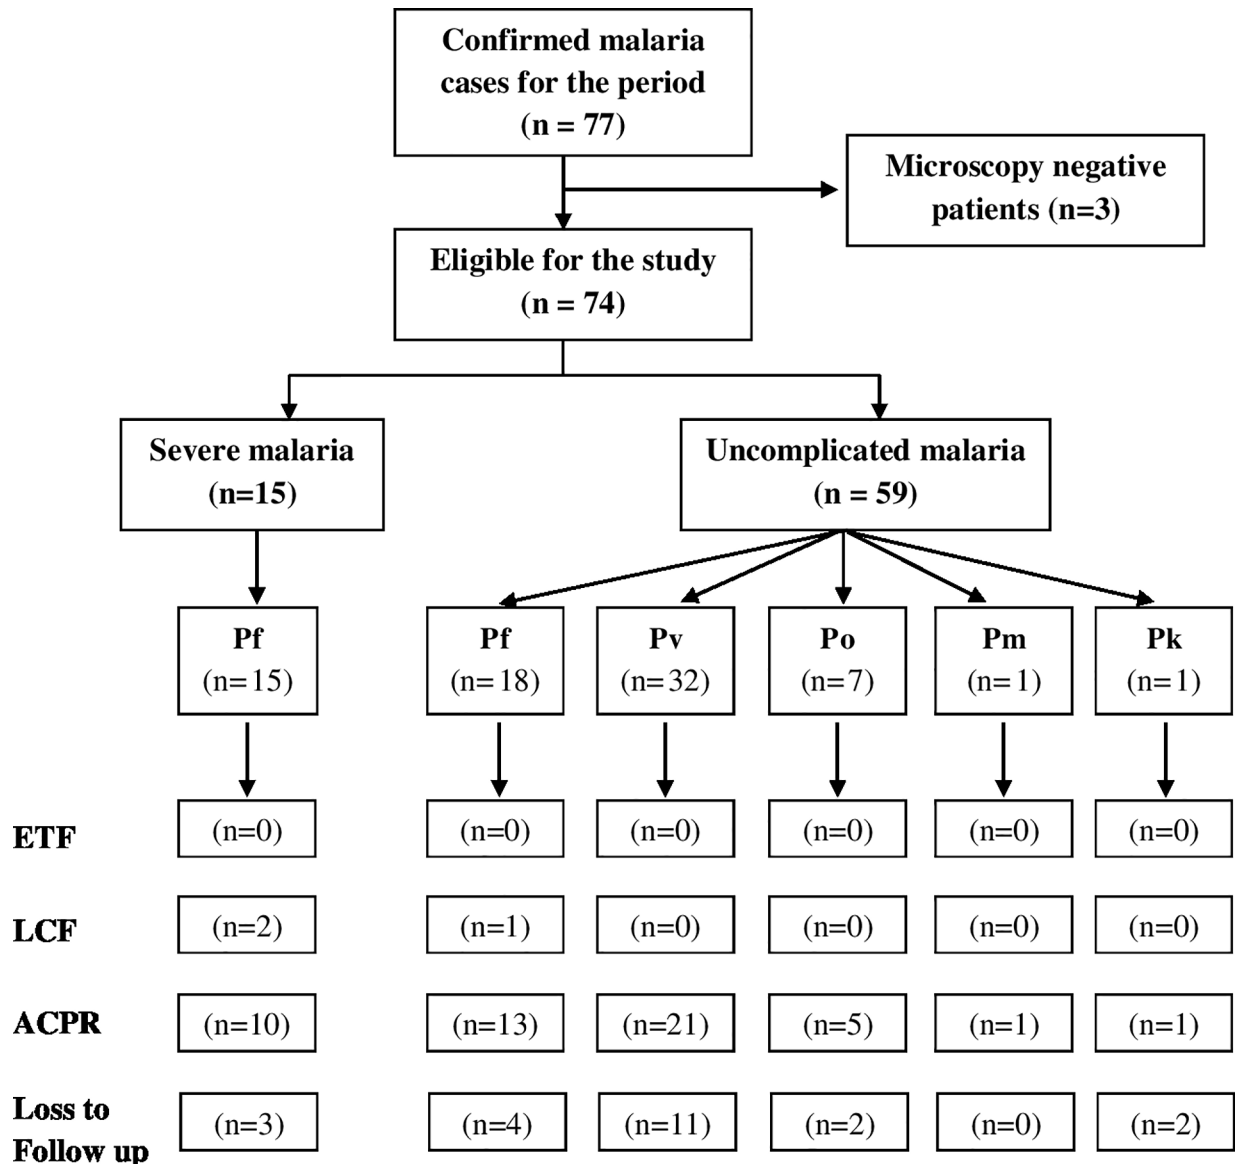 Confirmed malaria
cases for the period
(n = 77)
Microscopy negative
patients (n=3)
Eligible for the study
(n = 74)
Severe malaria
(n=15)
Uncomplicated malaria
(n = 59)
Pf
(n=15)
Pf
(n=18)
Pv
(n=32)
Po
(n=7)
Pm
(n=1)
Pk
(n=1)
ETF (n=0) (n=0) (n=0) (n=0) (n=0) (n=0)
LCF (n=2) (n=1) (n=0) (n=0) (n=0) (n=0)
ACPR (n=10) (n=13) (n=21) (n=5) (n=1) (n=1)
Loss to
Follow up (n=3) (n=4) (n=11) (n=2) (n=0) (n=2)